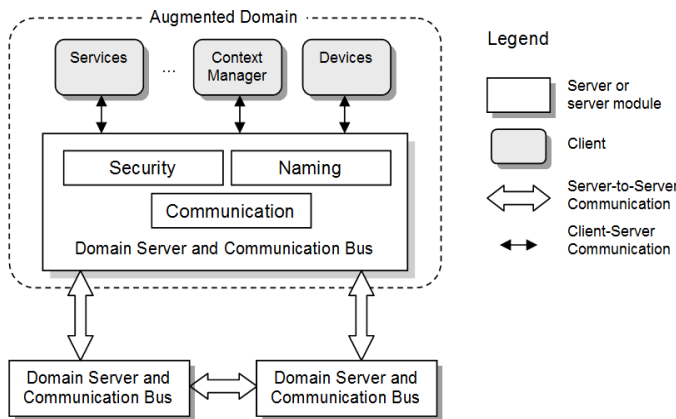 Augmented Domain
Services
...
Context
Manager
Devices
Security
Naming
Communication
Domain Server and Communication Bus
Domain Server and
Communication Bus
Domain Server and
Communication Bus
Legend
Server or
server module
Client
Server-to-Server
Communication
Client-Server
Communication